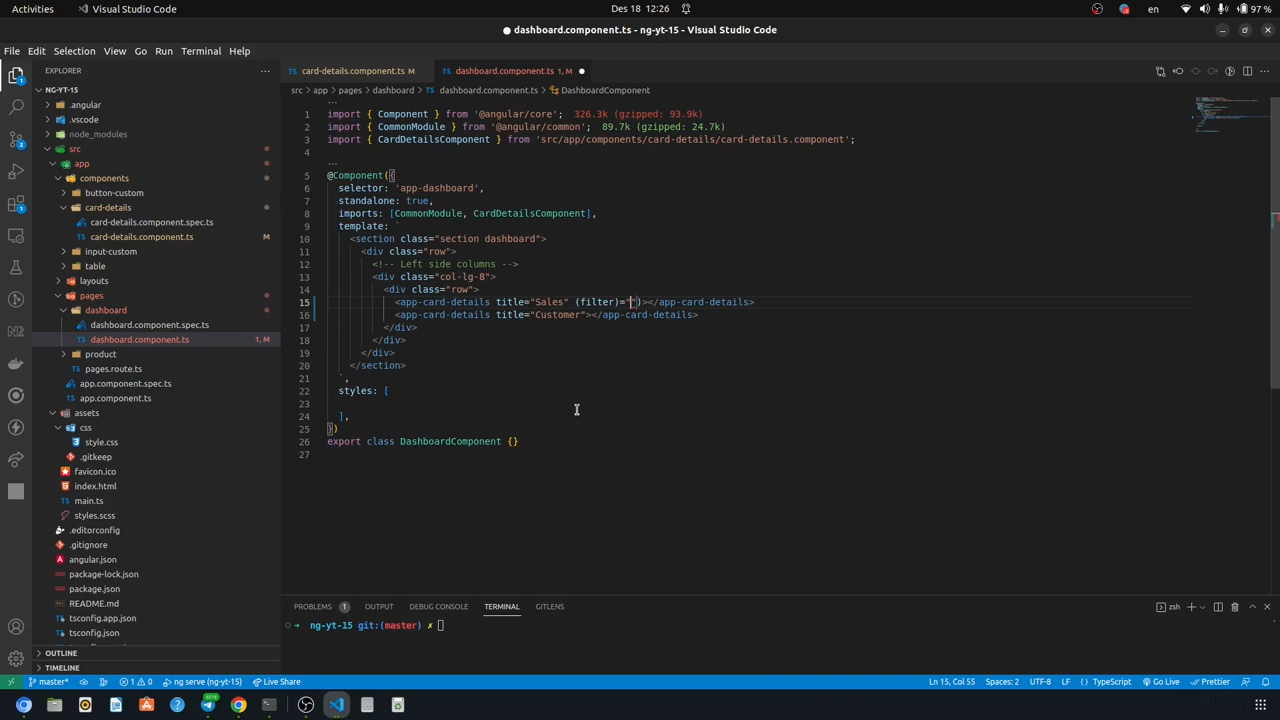 Activities
Visual Studio Code
Des 18 12:26
en
97 %
dashboard.component.ts - ng-yt-15 - Visual Studio Code
File Edit Selection View Go Run Terminal Help
EXPLORER
card-details.component.ts M
dashboard.component.ts 1, M
NG-YT-15
src app pages dashboard dashboard.component.ts DashboardComponent
.angular
.vscode
node_modules
src
app
components
button-custom
card-details
card-details.component.spec.ts
card-details.component.ts M
input-custom
table
layouts
pages
dashboard
dashboard.component.spec.ts
dashboard.component.ts 1, M
product
pages.route.ts
app.component.spec.ts
app.component.ts
assets
css
style.css
.gitkeep
favicon.ico
index.html
main.ts
styles.scss
.editorconfig
.gitignore
angular.json
package-lock.json
package.json
README.md
tsconfig.app.json
tsconfig.json
OUTLINE
TIMELINE
1 import { Component } from '@angular/core'; 326.3k (gzipped: 93.9k)
2 import { CommonModule } from '@angular/common'; 89.7k (gzipped: 24.7k)
3 import { CardDetailsComponent } from 'src/app/components/card-details/card-details.component';
4
5 @Component({
6 selector: 'app-dashboard',
7 standalone: true,
8 imports: [CommonModule, CardDetailsComponent],
9 template: `
10 <section class="section dashboard">
11 <div class="row">
12 <!-- Left side columns -->
13 <div class="col-lg-8">
14 <div class="row">
15 <app-card-details title="Sales" (filter)="")></app-card-details>
16 <app-card-details title="Customer"></app-card-details>
17 </div>
18 </div>
19 </div>
20 </section>
21 `,
22 styles: [
23
24 ],
25 })
26 export class DashboardComponent {}
27
PROBLEMS 1 OUTPUT DEBUG CONSOLE TERMINAL GITLENS
zsh
ng-yt-15 git:(master) ✗
master* 1 0 ng serve (ng-yt-15) Live Share
Ln 15, Col 55 Spaces: 2 UTF-8 LF {} TypeScript Go Live Prettier